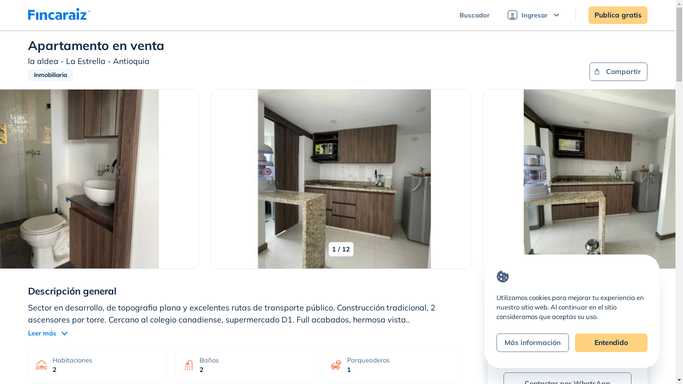 Fincaraiz
Buscador
Ingresar
Publica gratis
Apartamento en venta
la aldea - La Estrella - Antioquia
Inmobiliaria
Compartir
1 / 12
Descripción general
Sector en desarrollo, de topografia plana y excelentes rutas de transporte público. Construcción tradicional, 2
ascensores por torre. Cercano al colegio canadiense, supermercado D1. Full acabados, hermosa vista..
Leer más
Habitaciones
2
Baños
2
Parqueaderos
1
Utilizamos cookies para mejorar tu experiencia en
nuestro sitio web. Al continuar en el sitio
consideramos que aceptas su uso.
Más información
Entendido
Contactar por WhatsApp